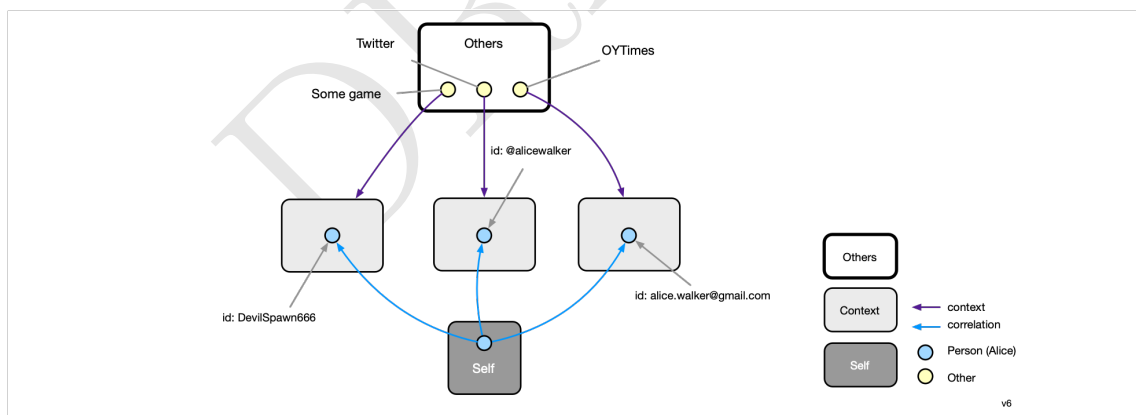 Twitter
Others
OYTimes
Some game
id: @alicewalker
id: DevilSpawn666
id: alice.walker@gmail.com
Self
Others
Context
context
correlation
Self
Person (Alice)
Other
v6